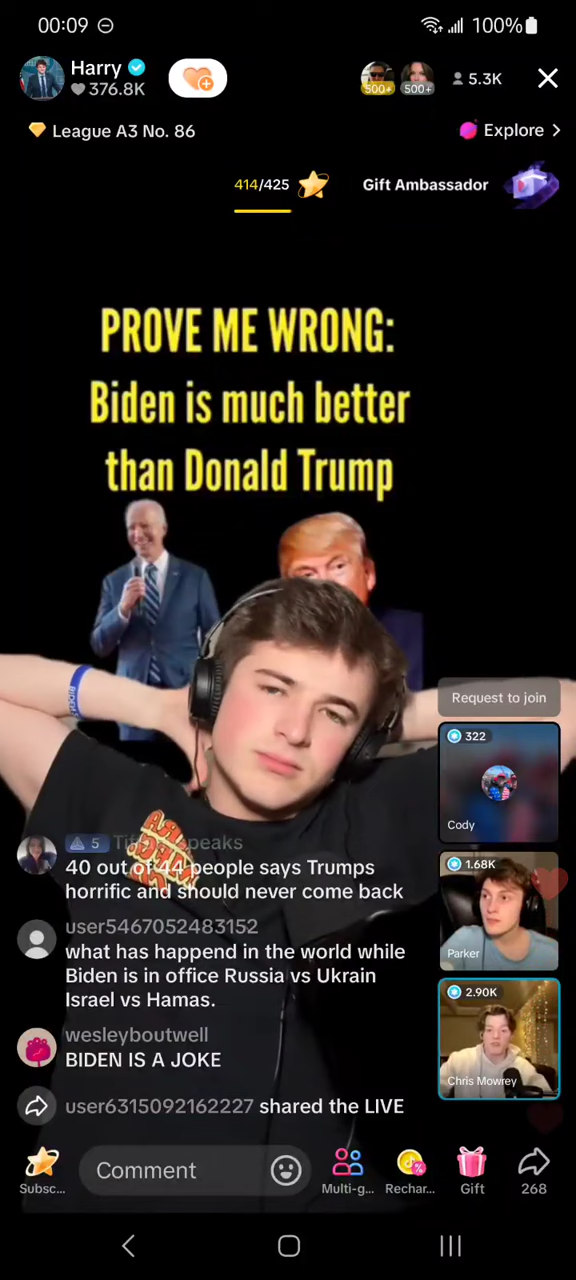 00:09
100%
Harry
376.8K
500+
500+
5.3K
League A3 No. 86
Explore >
414/425
Gift Ambassador
PROVE ME WRONG:
Biden is much better
than Donald Trump
Request to join
322
Cody
5
peaks
40 out of 44 people says Trumps
horrific and should never come back
1.68K
Parker
user5467052483152
what has happend in the world while
Biden is in office Russia vs Ukrain
Israel vs Hamas.
2.90K
Chris Mowrey
wesleyboutwell
BIDEN IS A JOKE
user6315092162227 shared the LIVE
Comment
Subsc...
Multi-g...
Rechar...
Gift
268